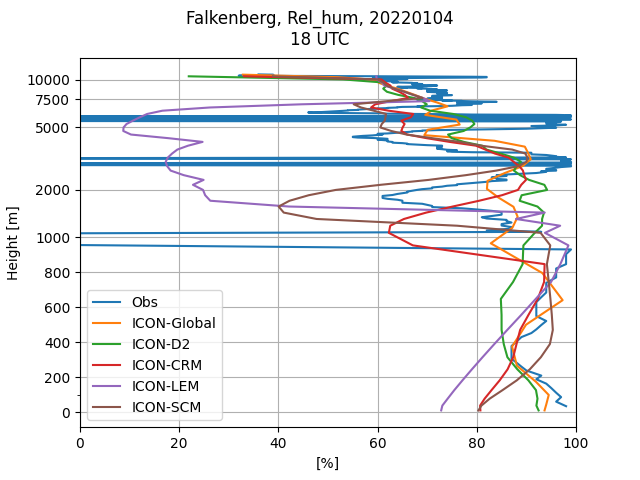 Falkenberg, Rel_hum, 20220104
18 UTC
Height [m]
10000
7500
5000
2000
1000
800
600
400
200
0
Obs
ICON-Global
ICON-D2
ICON-CRM
ICON-LEM
ICON-SCM
0 20 40 60 80 100
[%]